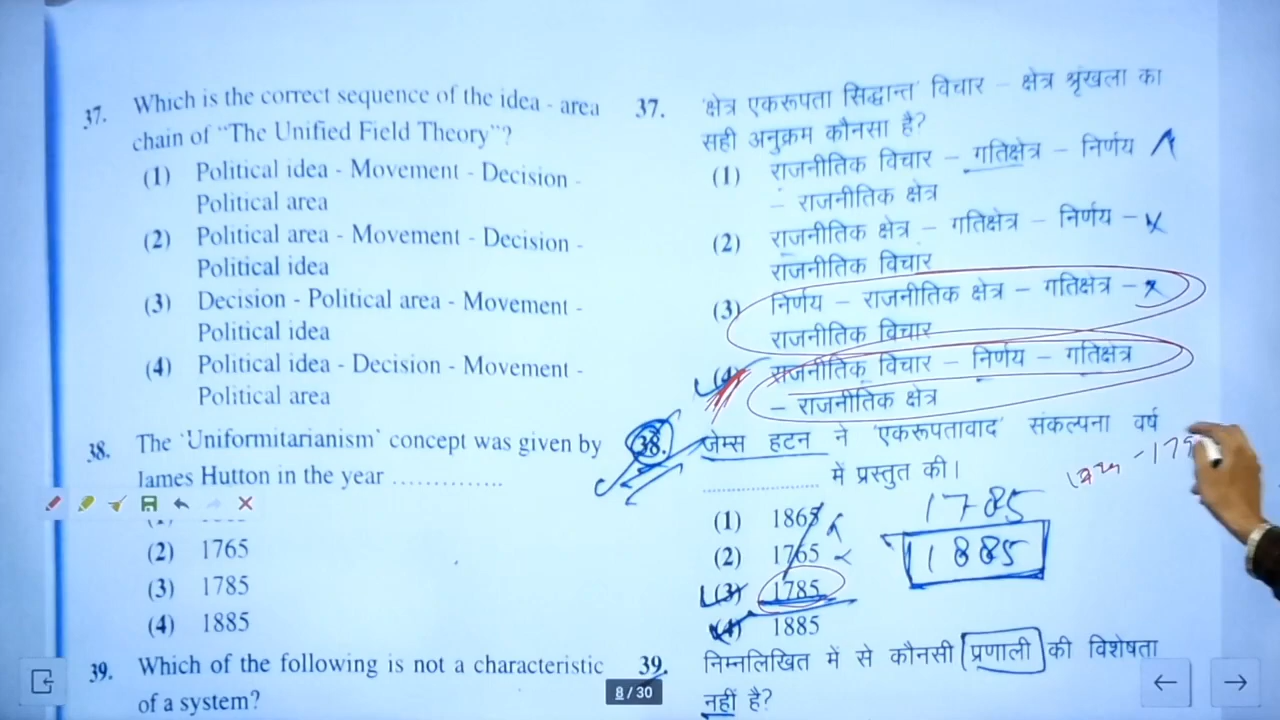 37. Which is the correct sequence of the idea - area
chain of "The Unified Field Theory"?
(1) Political idea - Movement - Decision -
Political area
(2) Political area - Movement - Decision -
Political idea
(3) Decision - Political area - Movement -
Political idea
(4) Political idea - Decision - Movement -
Political area
38. The 'Uniformitarianism' concept was given by
James Hutton in the year ..............
(2) 1765
(3) 1785
(4) 1885
39. Which of the following is not a characteristic
of a system?
37. 'क्षेत्र एकरूपता सिद्धान्त' विचार – क्षेत्र श्रृंखला का
सही अनुक्रम कौनसा है?
(1) राजनीतिक विचार – गतिक्षेत्र – निर्णय
– राजनीतिक क्षेत्र
(2) राजनीतिक क्षेत्र – गतिक्षेत्र – निर्णय –
राजनीतिक विचार
(3) निर्णय – राजनीतिक क्षेत्र – गतिक्षेत्र –
राजनीतिक विचार
(4) राजनीतिक विचार – निर्णय – गतिक्षेत्र
– राजनीतिक क्षेत्र
38. जेम्स हटन ने 'एकरूपतावाद' संकल्पना वर्ष
.................... में प्रस्तुत की।
(1) 1868
(2) 1765
(3) 1785
(4) 1885
1785
1885
39. निम्नलिखित में से कौनसी प्रणाली की विशेषता
नहीं है?
8 / 30